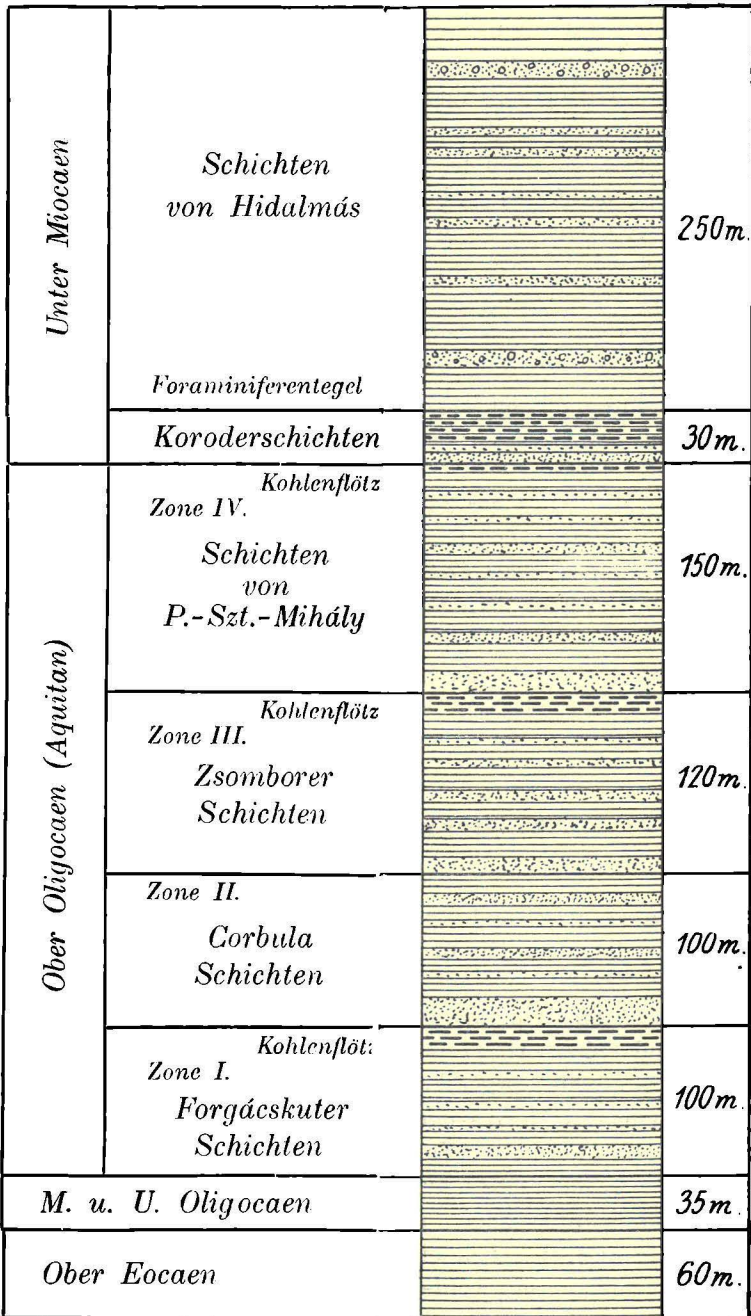 Unter Miocaen
Schichten
von Hidalmás
Foraminiferentegel
250m.
Koroderschichten
30m.
Ober Oligocaen (Aquitan)
Kohlenflötz
Zone IV.
Schichten
von
P.-Szt.-Mihály
150m.
Kohlenflötz
Zone III.
Zsomborer
Schichten
120m.
Zone II.
Corbula
Schichten
100m.
Kohlenflötz
Zone I.
Forgácskuter
Schichten
100m.
M. u. U. Oligocaen
35m.
Ober Eocaen
60m.